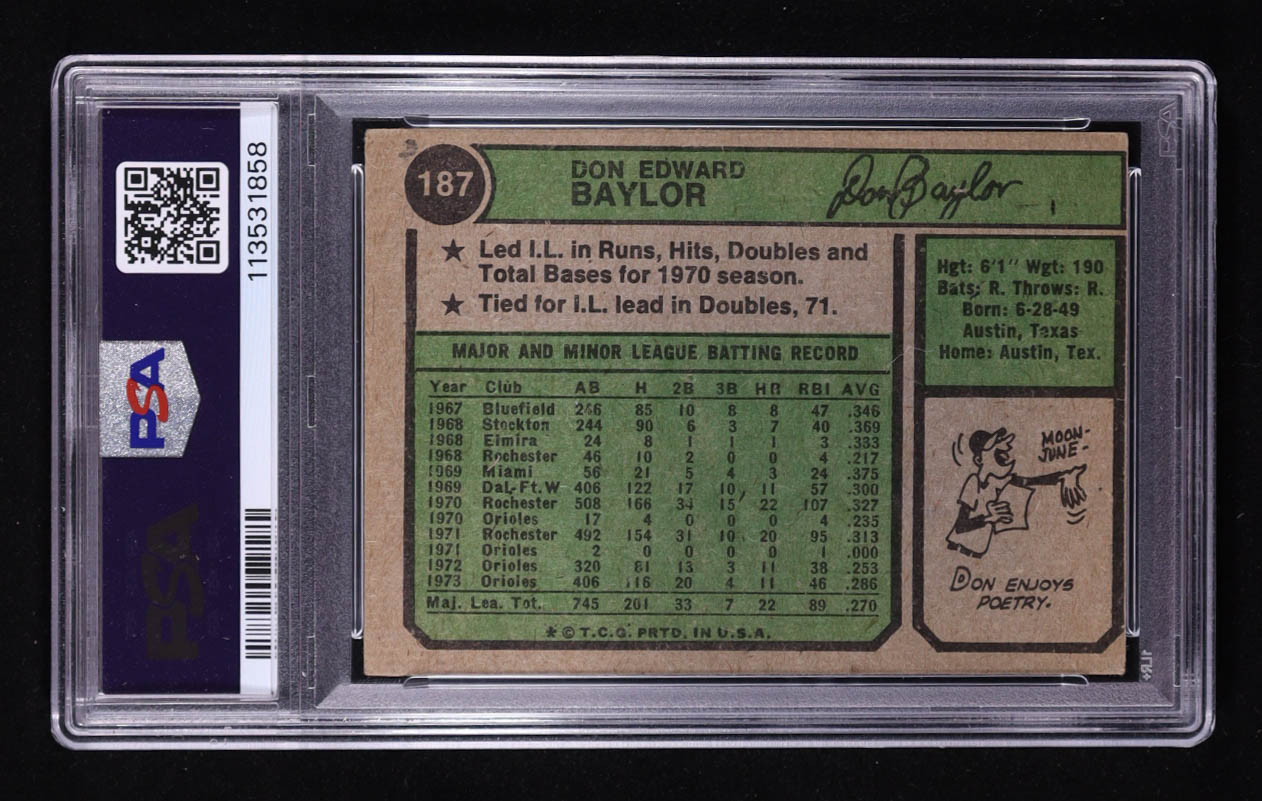 113531858
PSA
PSA
PSA
187
DON EDWARD
BAYLOR
Don Baylor
★ Led I.L. in Runs, Hits, Doubles and
Total Bases for 1970 season.
★ Tied for I.L. lead in Doubles, 71.
MAJOR AND MINOR LEAGUE BATTING RECORD
Year Club AB H 2B 3B HR RBI AVG
1967 Bluefield 246 85 10 8 8 47 .346
1968 Stockton 244 90 6 3 7 40 .369
1968 Elmira 24 8 1 1 1 3 .333
1968 Rochester 46 10 2 0 0 4 .217
1969 Miami 56 21 5 4 3 24 .375
1969 Dal.-Ft.W 406 122 17 10 11 57 .300
1970 Rochester 508 166 34 15 22 107 .327
1970 Orioles 17 4 0 0 0 4 .235
1971 Rochester 492 154 31 10 20 95 .313
1971 Orioles 2 0 0 0 0 1 .000
1972 Orioles 320 81 13 3 11 38 .253
1973 Orioles 406 116 20 4 11 46 .286
Maj. Lea. Tot. 745 201 33 7 22 89 .270
* © T.C.G. PRTD. IN U.S.A.
Hgt: 6'1" Wgt: 190
Bats: R. Throws: R.
Born: 6-28-49
Austin, Texas
Home: Austin, Tex.
MOON-
JUNE-
DON ENJOYS
POETRY.